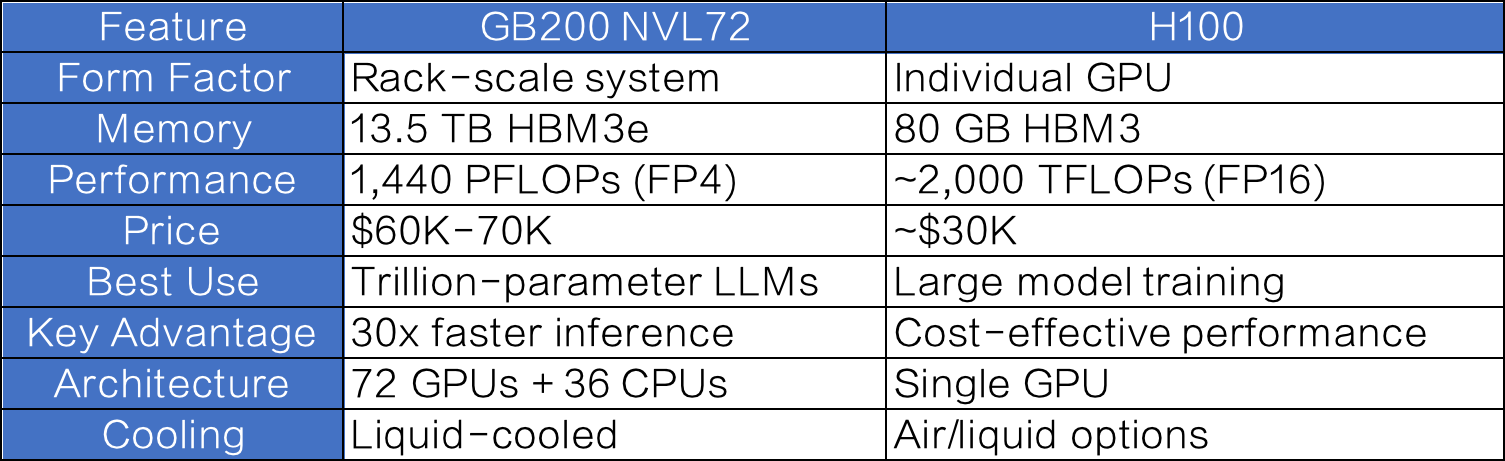 Feature GB200 NVL72 H100
Form Factor Rack-scale system Individual GPU
Memory 13.5 TB HBM3e 80 GB HBM3
Performance 1,440 PFLOPs (FP4) ~2,000 TFLOPs (FP16)
Price $60K-70K ~$30K
Best Use Trillion-parameter LLMs Large model training
Key Advantage 30x faster inference Cost-effective performance
Architecture 72 GPUs + 36 CPUs Single GPU
Cooling Liquid-cooled Air/liquid options